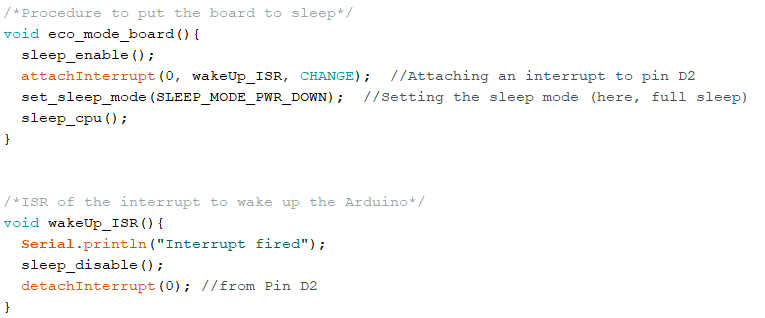 /*Procedure to put the board to sleep*/
void eco_mode_board(){
  sleep_enable();
  attachInterrupt(0, wakeUp_ISR, CHANGE);  //Attaching an interrupt to pin D2
  set_sleep_mode(SLEEP_MODE_PWR_DOWN);  //Setting the sleep mode (here, full sleep)
  sleep_cpu();
}
/*ISR of the interrupt to wake up the Arduino*/
void wakeUp_ISR(){
  Serial.println("Interrupt fired");
  sleep_disable();
  detachInterrupt(0); //from Pin D2
}